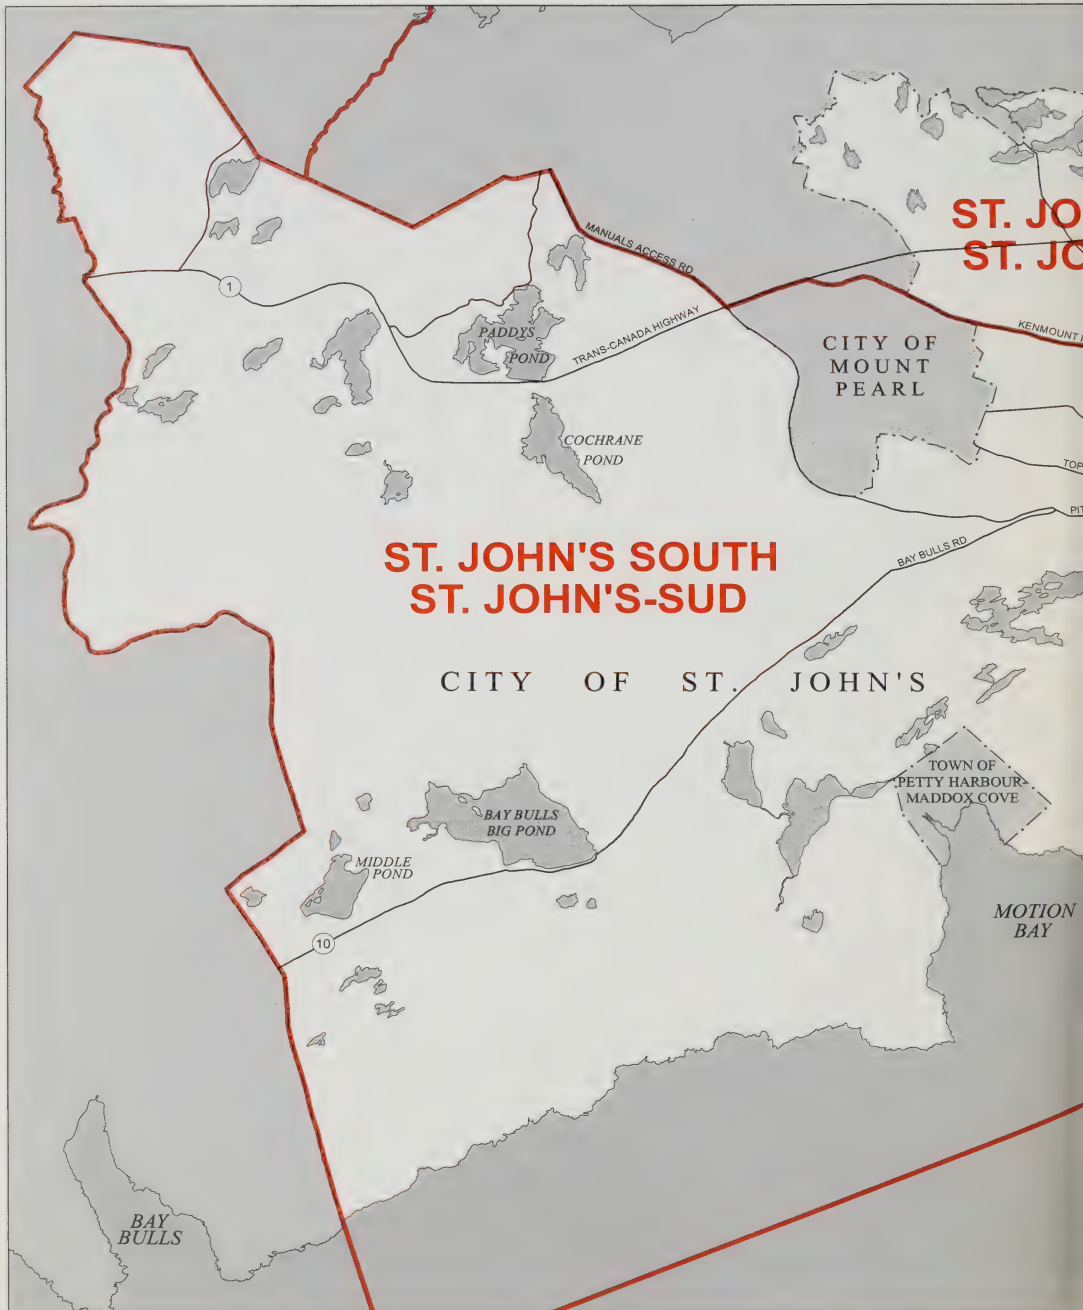 ST. JO
ST. JO
MANUALS ACCESS RD
1
PADDYS
POND
TRANS-CANADA HIGHWAY
KENMOUNT
CITY OF
MOUNT
PEARL
COCHRANE
POND
TOP
PIT
BAY BULLS RD
ST. JOHN'S SOUTH
ST. JOHN'S-SUD
CITY OF ST. JOHN'S
TOWN OF
PETTY HARBOUR-
MADDOX COVE
BAY BULLS
BIG POND
MIDDLE
POND
MOTION
BAY
10
BAY
BULLS